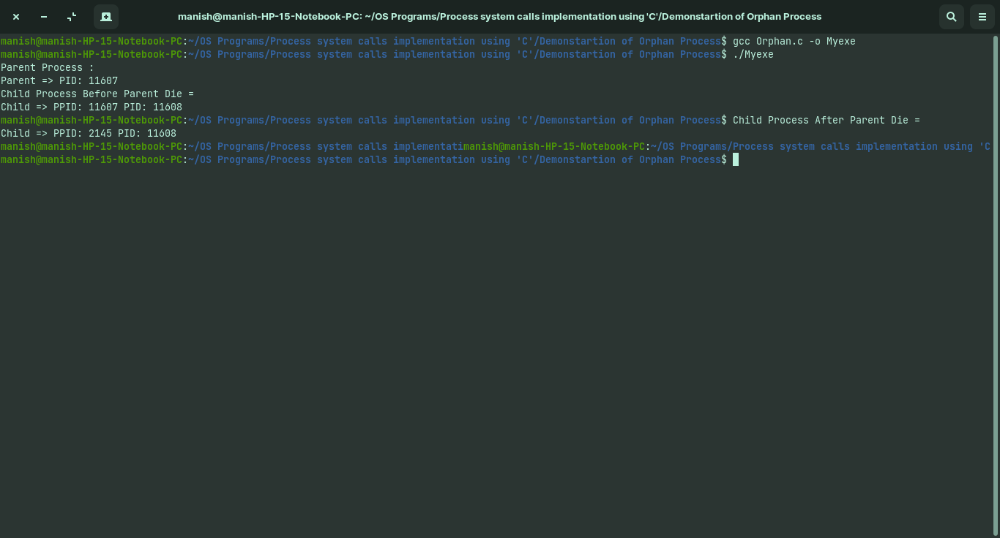 manish@manish-HP-15-Notebook-PC: ~/OS Programs/Process system calls implementation using 'C'/Demonstartion of Orphan Process
manish@manish-HP-15-Notebook-PC:~/OS Programs/Process system calls implementation using 'C'/Demonstartion of Orphan Process$ gcc Orphan.c -o Myexe
manish@manish-HP-15-Notebook-PC:~/OS Programs/Process system calls implementation using 'C'/Demonstartion of Orphan Process$ ./Myexe
Parent Process :
Parent => PID: 11607
Child Process Before Parent Die =
Child => PPID: 11607 PID: 11608
manish@manish-HP-15-Notebook-PC:~/OS Programs/Process system calls implementation using 'C'/Demonstartion of Orphan Process$ Child Process After Parent Die =
Child => PPID: 2145 PID: 11608
manish@manish-HP-15-Notebook-PC:~/OS Programs/Process system calls implementatimanish@manish-HP-15-Notebook-PC:~/OS Programs/Process system calls implementation using 'C
manish@manish-HP-15-Notebook-PC:~/OS Programs/Process system calls implementation using 'C'/Demonstartion of Orphan Process$